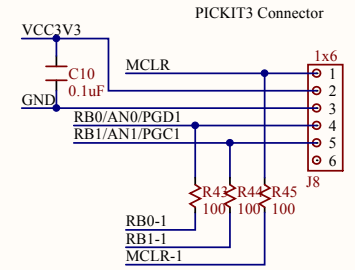 PICKIT3 Connector
VCC3V3
1x6
MCLR
1
C10
0.1uF
2
GND
3
RB0/AN0/PGD1
4
RB1/AN1/PGC1
5
6
J8
R43 R44 R45
100 100 100
RB0-1
RB1-1
MCLR-1